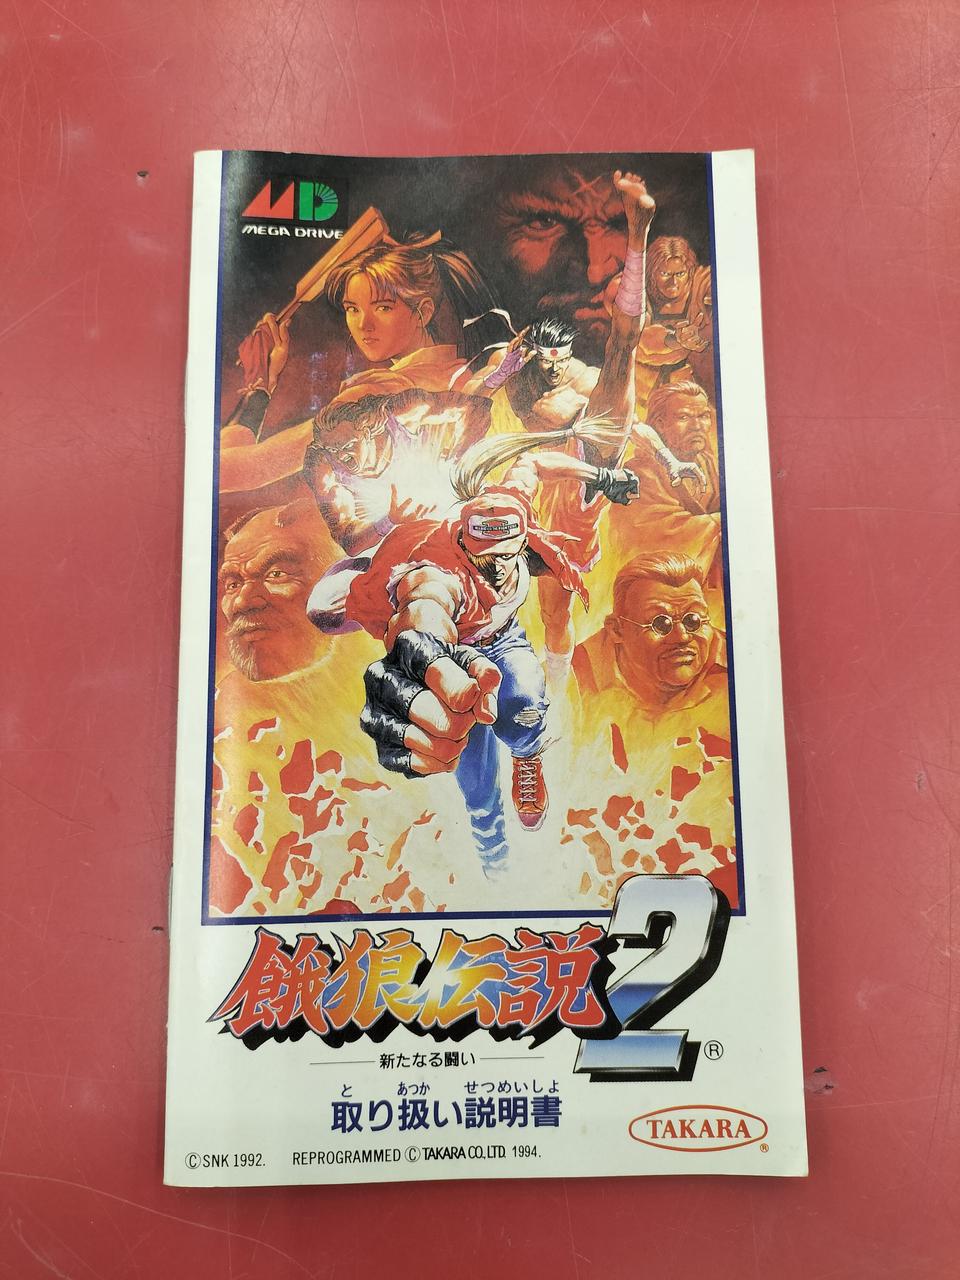 MD
MEGA DRIVE
餓狼伝説2®
新たなる闘い
と あつか せつめいしょ
取り扱い説明書
TAKARA®
©SNK 1992. REPROGRAMMED © TAKARA CO.,LTD. 1994.